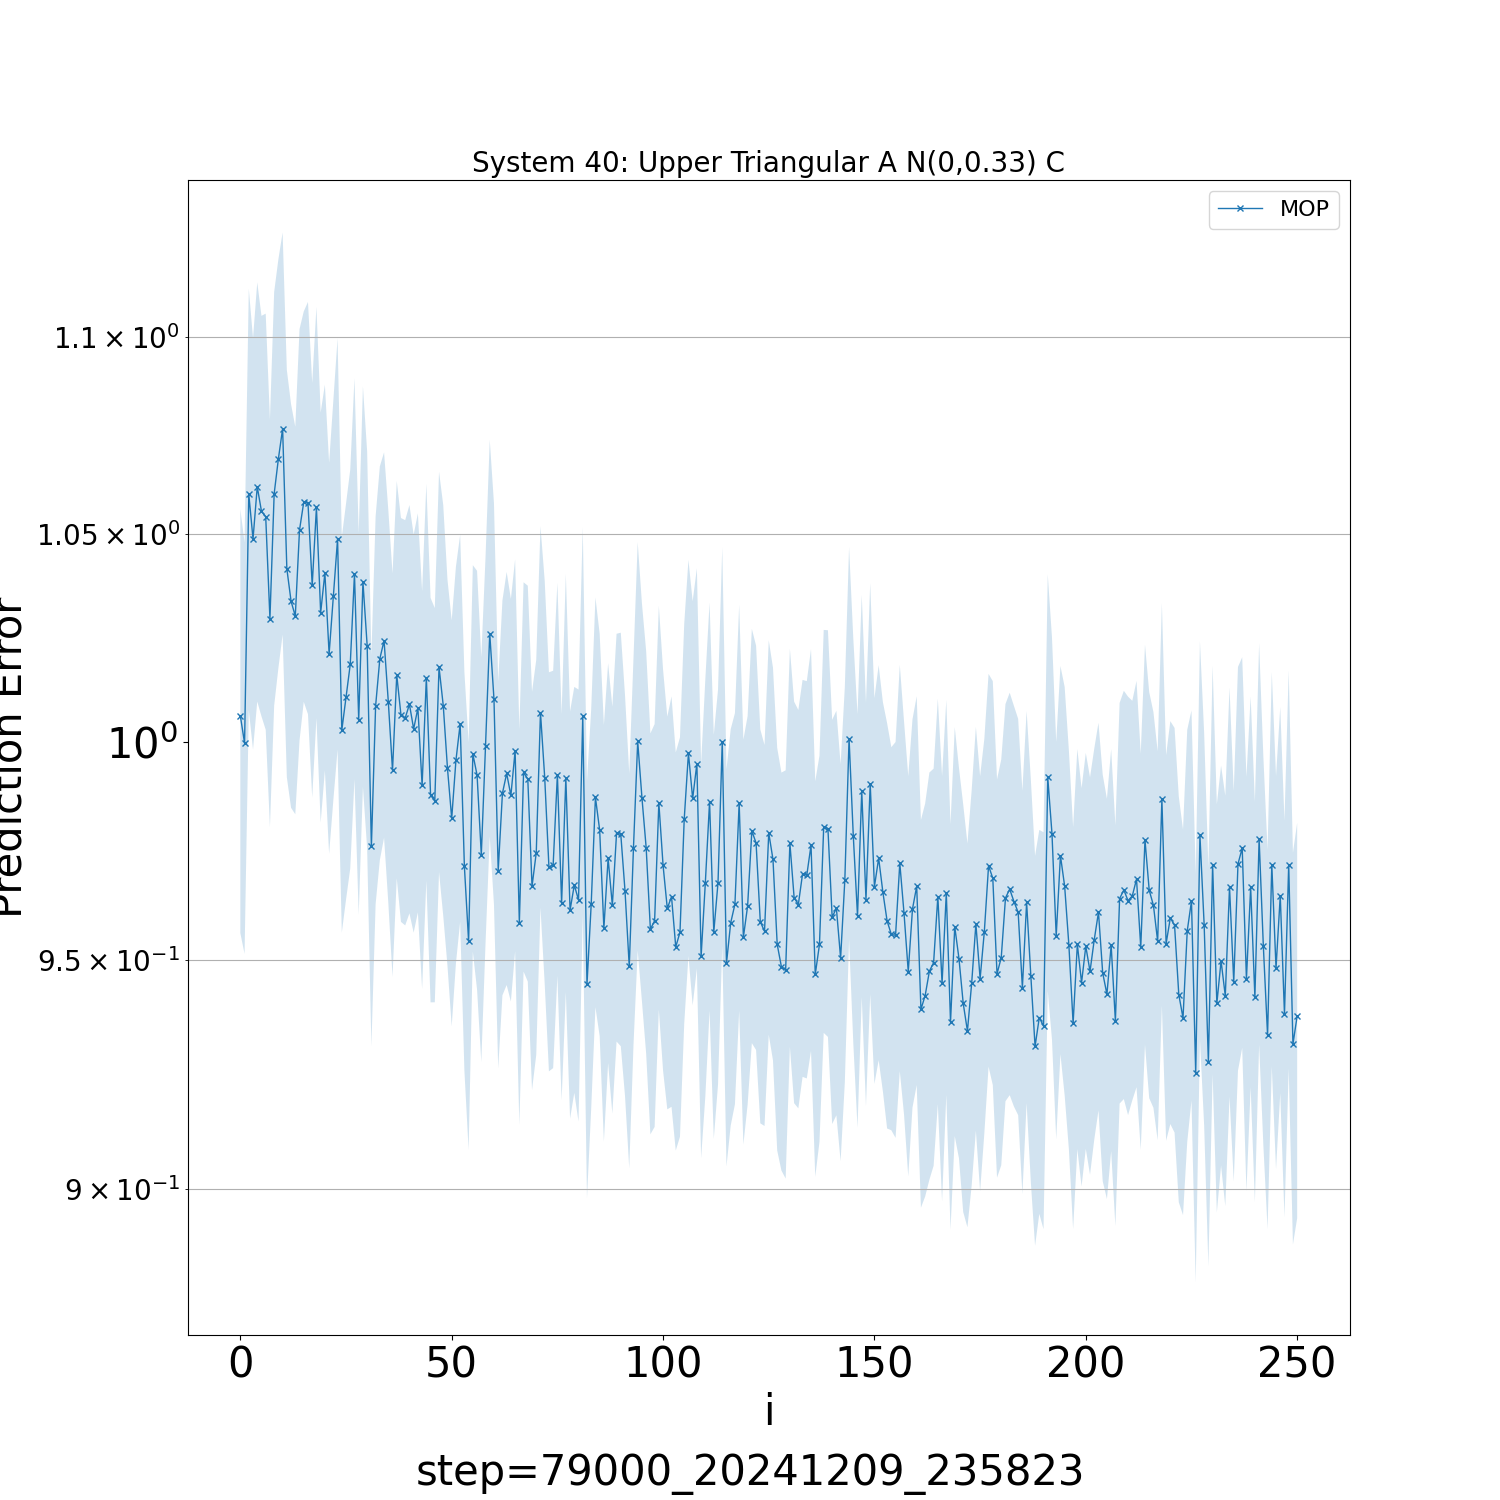 System 40: Upper Triangular A N(0,0.33) C
MOP
1.1 × 10⁰
1.05 × 10⁰
10⁰
9.5 × 10⁻¹
9 × 10⁻¹
Prediction Error
0 50 100 150 200 250
i
step=79000_20241209_235823